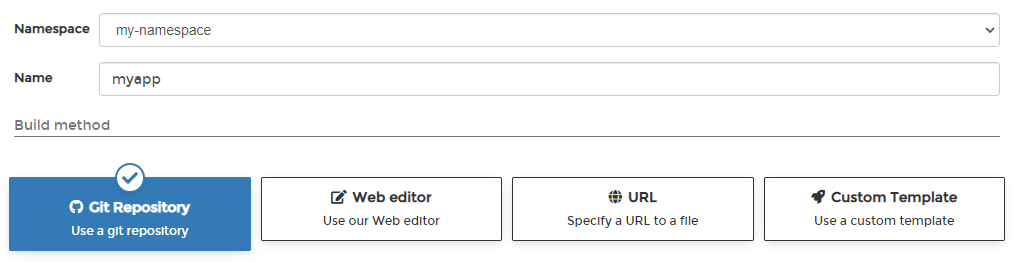 Namespace my-namespace
Name myapp
Build method
Git Repository Web editor URL Custom Template
Use a git repository Use our Web editor Specify a URL to a file Use a custom template